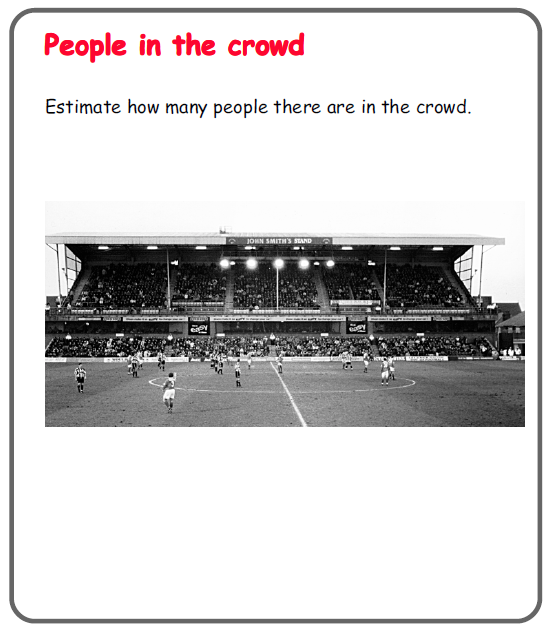 People in the crowd
Estimate how many people there are in the crowd.
JOHN SMITH'S STAND